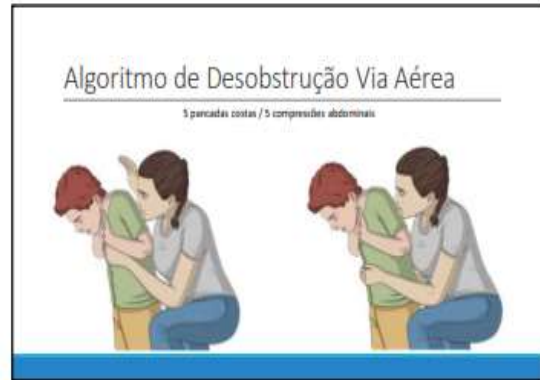 Algoritmo de Desobstrução Via Aérea
5 pancadas costas / 5 compressões abdominais